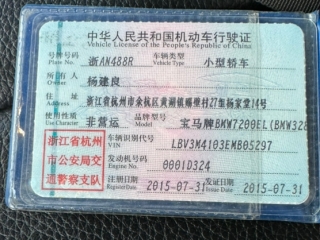 中华人民共和国机动车行驶证
Vehicle License of the People's Republic of China
号牌号码 Plate No. 浙AN488R 车辆类型 Vehicle Type 小型轿车
所有人 Owner 杨建良
住址 Address 浙江省杭州市余杭区黄湖镇 村27组杨家棠14号
使用性质 Use Character 非营运 品牌型号 宝马牌BMW7200EL(BMW328
浙江省杭州市公安局交通警察支队
车辆识别代号 VIN LBV3M4103EMB05297
发动机号码 Engine No. 0001D324
注册日期 Register Date 2015-07-31 发证日期 Issue Date 2015-07-31